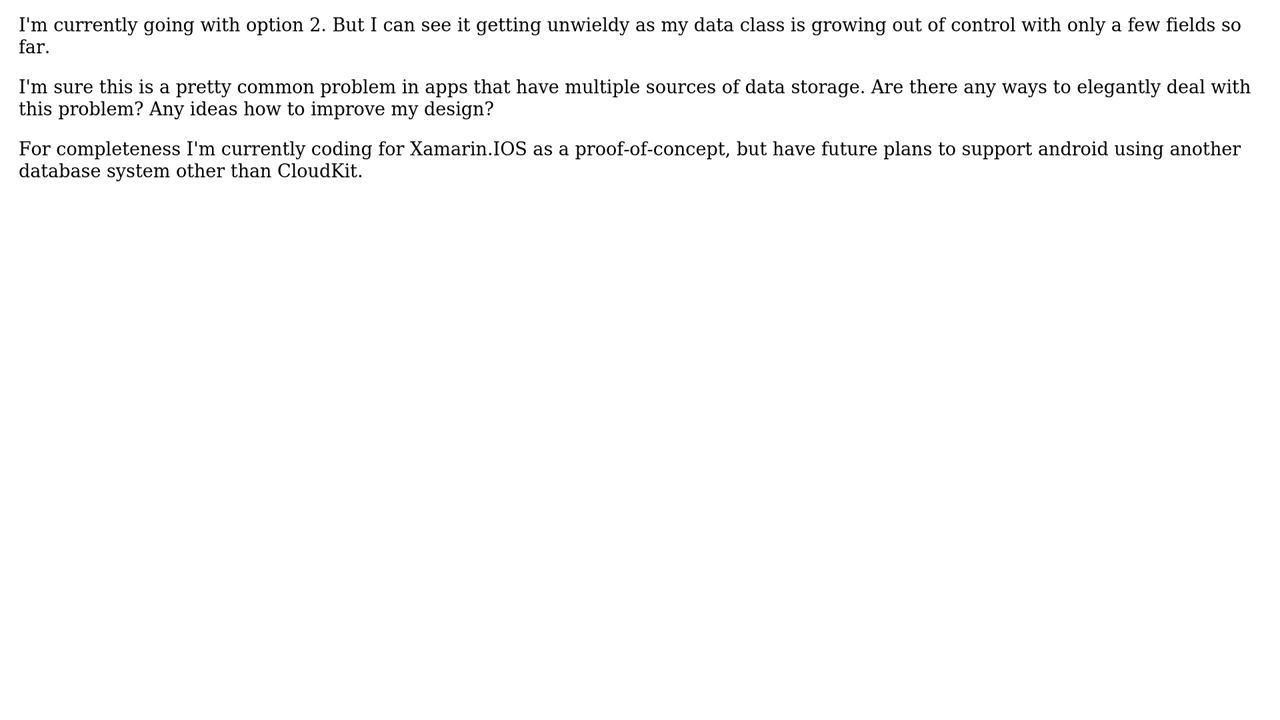 I'm currently going with option 2. But I can see it getting unwieldy as my data class is growing out of control with only a few fields so
far.
I'm sure this is a pretty common problem in apps that have multiple sources of data storage. Are there any ways to elegantly deal with
this problem? Any ideas how to improve my design?
For completeness I'm currently coding for Xamarin.IOS as a proof-of-concept, but have future plans to support android using another
database system other than CloudKit.